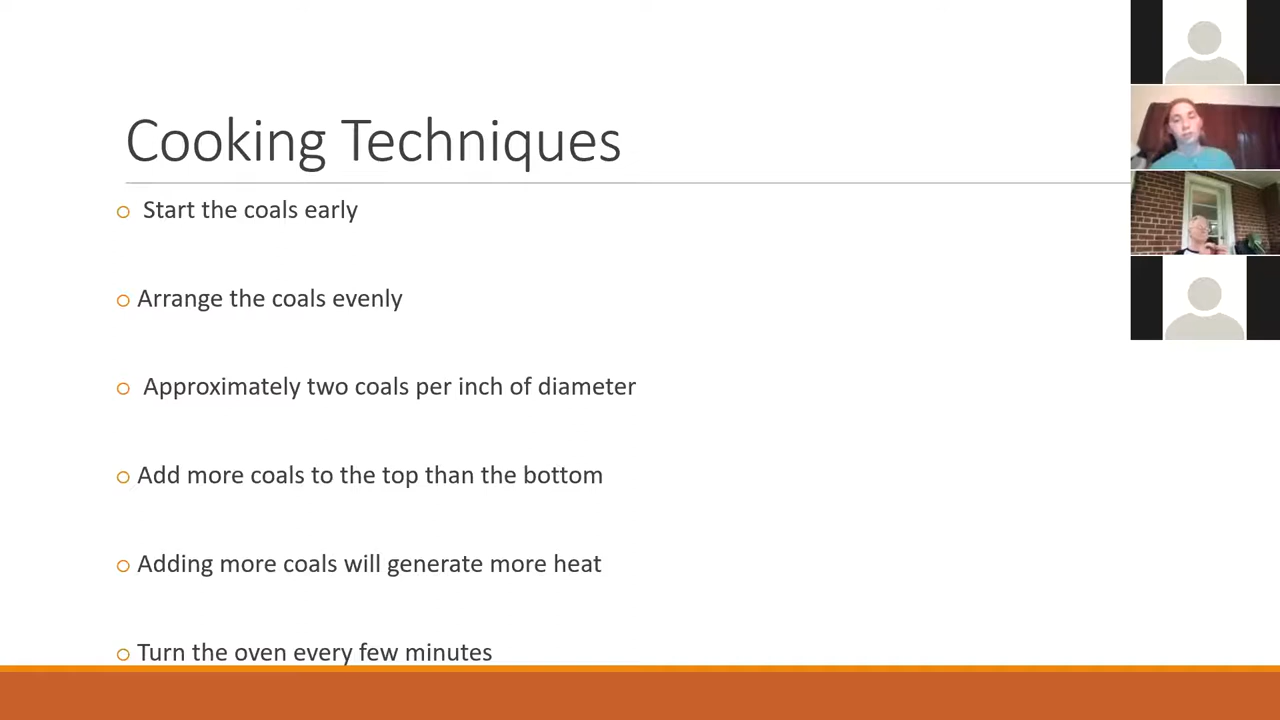 Cooking Techniques
Start the coals early
Arrange the coals evenly
Approximately two coals per inch of diameter
Add more coals to the top than the bottom
Adding more coals will generate more heat
Turn the oven every few minutes